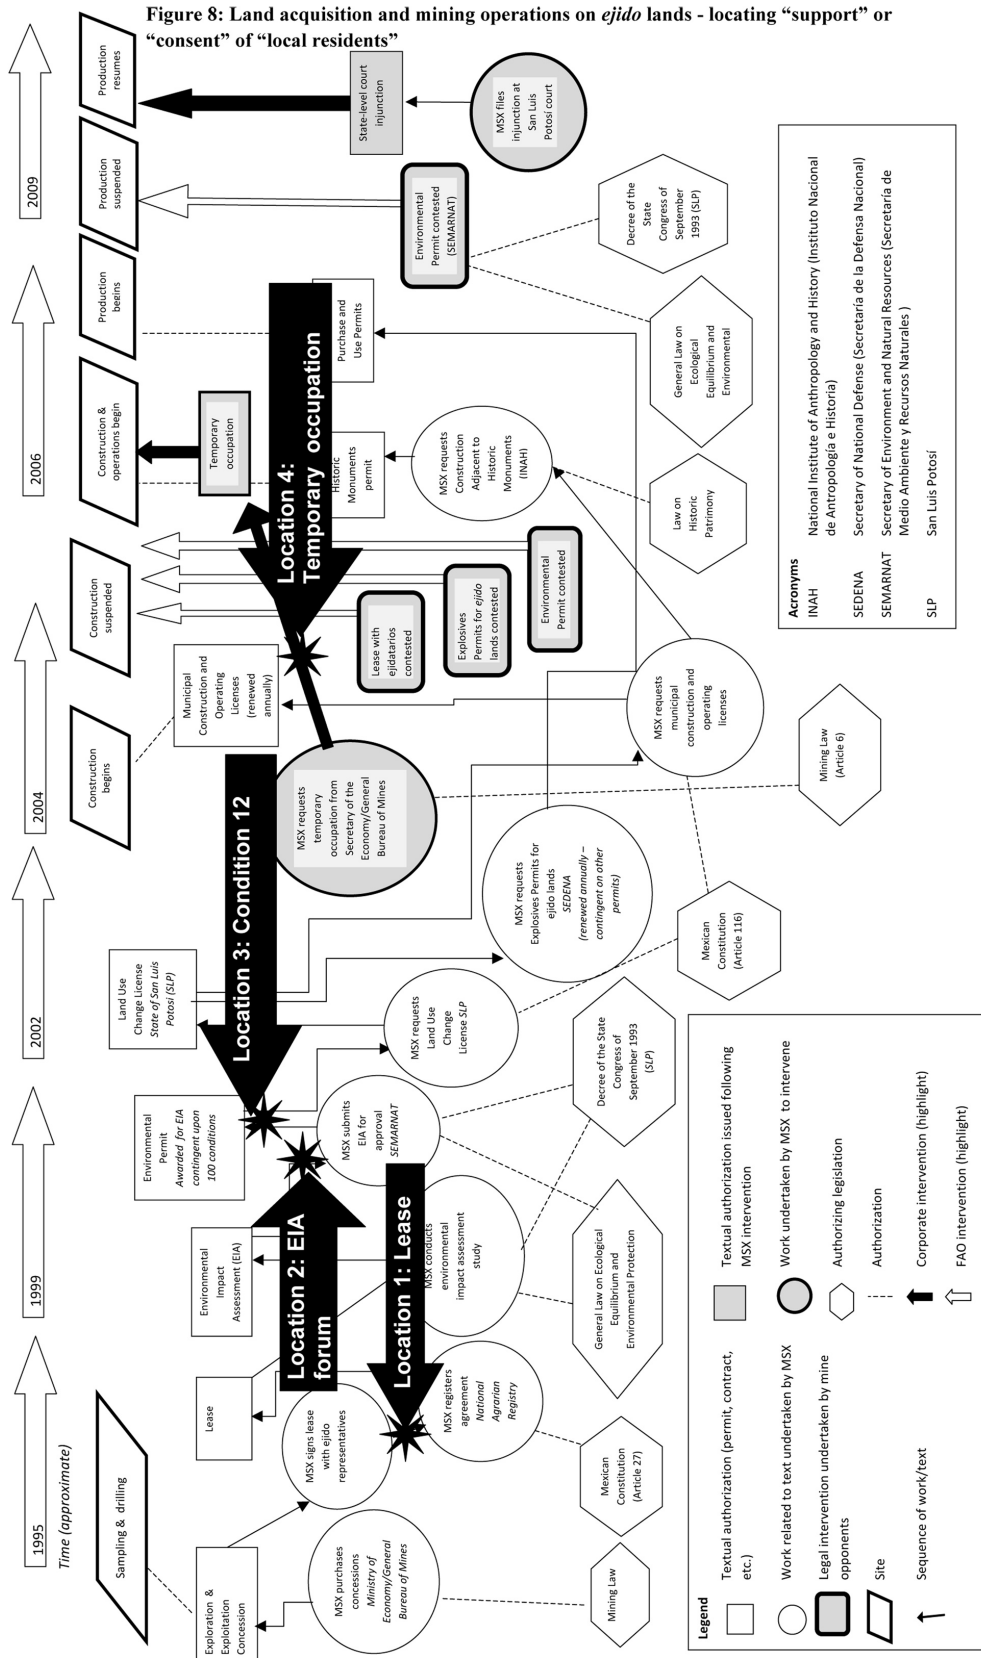 Figure 8: Land acquisition and mining operations on ejido lands - locating “support” or
“consent” of “local residents”
1995
1999
2002
2004
2004
2006
2009
Time (approximate)
Sampling & drilling
Construction
begins
Construction
suspended
Construction &
operations begin
Production
begins
Production
suspended
Production
resumes
Exploration &
Exploitation
Concession
Lease
Environmental
Impact
Assessment (EIA)
Environmental
Permit
Awarded for EIA
contingent upon
100 conditions
Land Use
Change License
State of San Luis
Potosí (SLP)
Municipal
Construction and
Operating
Licenses (renewed
annually)
Temporary
occupation
Historic
Monuments
permit
Purchase and
Use Permits
State-level court
injunction
MSX purchases
concessions
Ministry of
Economy/General
Bureau of Mines
MSX signs lease
with ejido
representatives
MSX registers
agreement
National
Agrarian
Registry
MSX conducts
environmental
impact assessment
study
MSX submits
EIA for
approval
SEMARNAT
MSX requests
Land Use
Change
License SLP
MSX requests
Explosives Permits for
ejido lands
SEDENA
(renewed annually –
contingent on other
permits)
MSX requests
temporary
occupation from
Secretary of the
Economy/General
Bureau of Mines
MSX requests
municipal
construction and
operating
licenses
Lease with
ejidatarios
contested
Explosives
Permits for ejido
lands contested
Environmental
Permit contested
MSX requests
Construction
Adjacent to
Historic
Monuments
(INAH)
Environmental
Permit contested
(SEMARNAT)
MSX files
injunction at
San Luis
Potosí court
Location 1: Lease
Location 2: EIA
forum
Location 3: Condition 12
Location 4:
Temporary occupation
Mining Law
Mexican
Constitution
(Article 27)
General Law on Ecological
Equilibrium and
Environmental Protection
Decree of the State
Congress of
September 1993
(SLP)
Mexican
Constitution
(Article 116)
Mining Law
(Article 6)
Law on
Historic
Patrimony
General Law on
Ecological
Equilibrium and
Environmental
Decree of the
State
Congress of
September
1993 (SLP)
Legend
Textual authorization (permit, contract,
etc.)
Work related to text undertaken by MSX
Legal intervention undertaken by mine
opponents
Site
Sequence of work/text
Textual authorization issued following
MSX intervention
Work undertaken by MSX to intervene
Authorizing legislation
Authorization
Corporate intervention (highlight)
FAO intervention (highlight)
Acronyms
INAH National Institute of Anthropology and History (Instituto Nacional
de Antropología e Historia)
SEDENA Secretary of National Defense (Secretaría de la Defensa Nacional)
SEMARNAT Secretary of Environment and Natural Resources (Secretaría de
Medio Ambiente y Recursos Naturales )
SLP San Luis Potosí